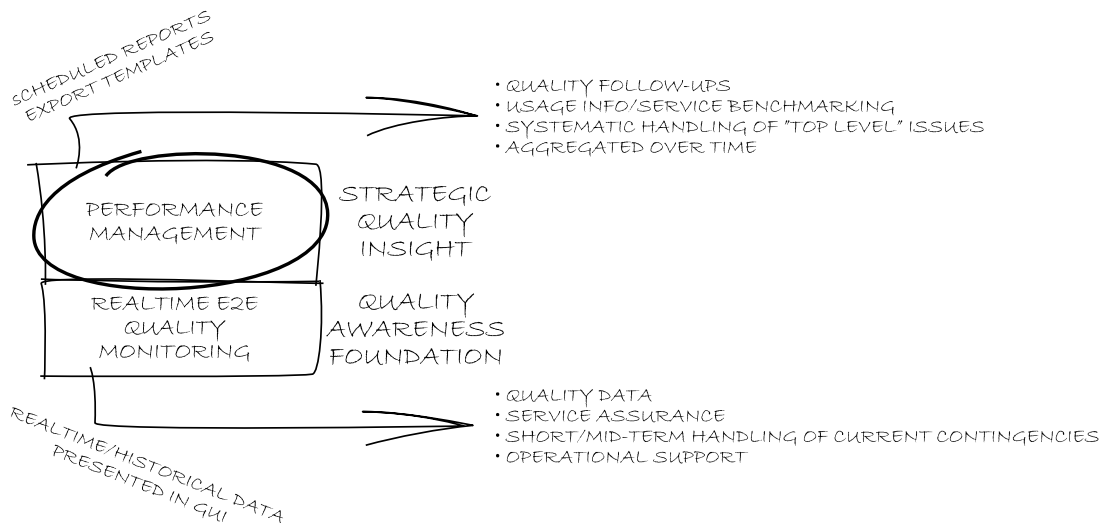 SCHEDULED REPORTS
EXPORT TEMPLATES
• QUALITY FOLLOW-UPS
• USAGE INFO/SERVICE BENCHMARKING
• SYSTEMATIC HANDLING OF "TOP LEVEL" ISSUES
• AGGREGATED OVER TIME
PERFORMANCE
MANAGEMENT
STRATEGIC
QUALITY
INSIGHT
REALTIME E2E
QUALITY
MONITORING
QUALITY
AWARENESS
FOUNDATION
• QUALITY DATA
• SERVICE ASSURANCE
• SHORT/MID-TERM HANDLING OF CURRENT CONTINGENCIES
• OPERATIONAL SUPPORT
REALTIME/HISTORICAL DATA
PRESENTED IN GUI